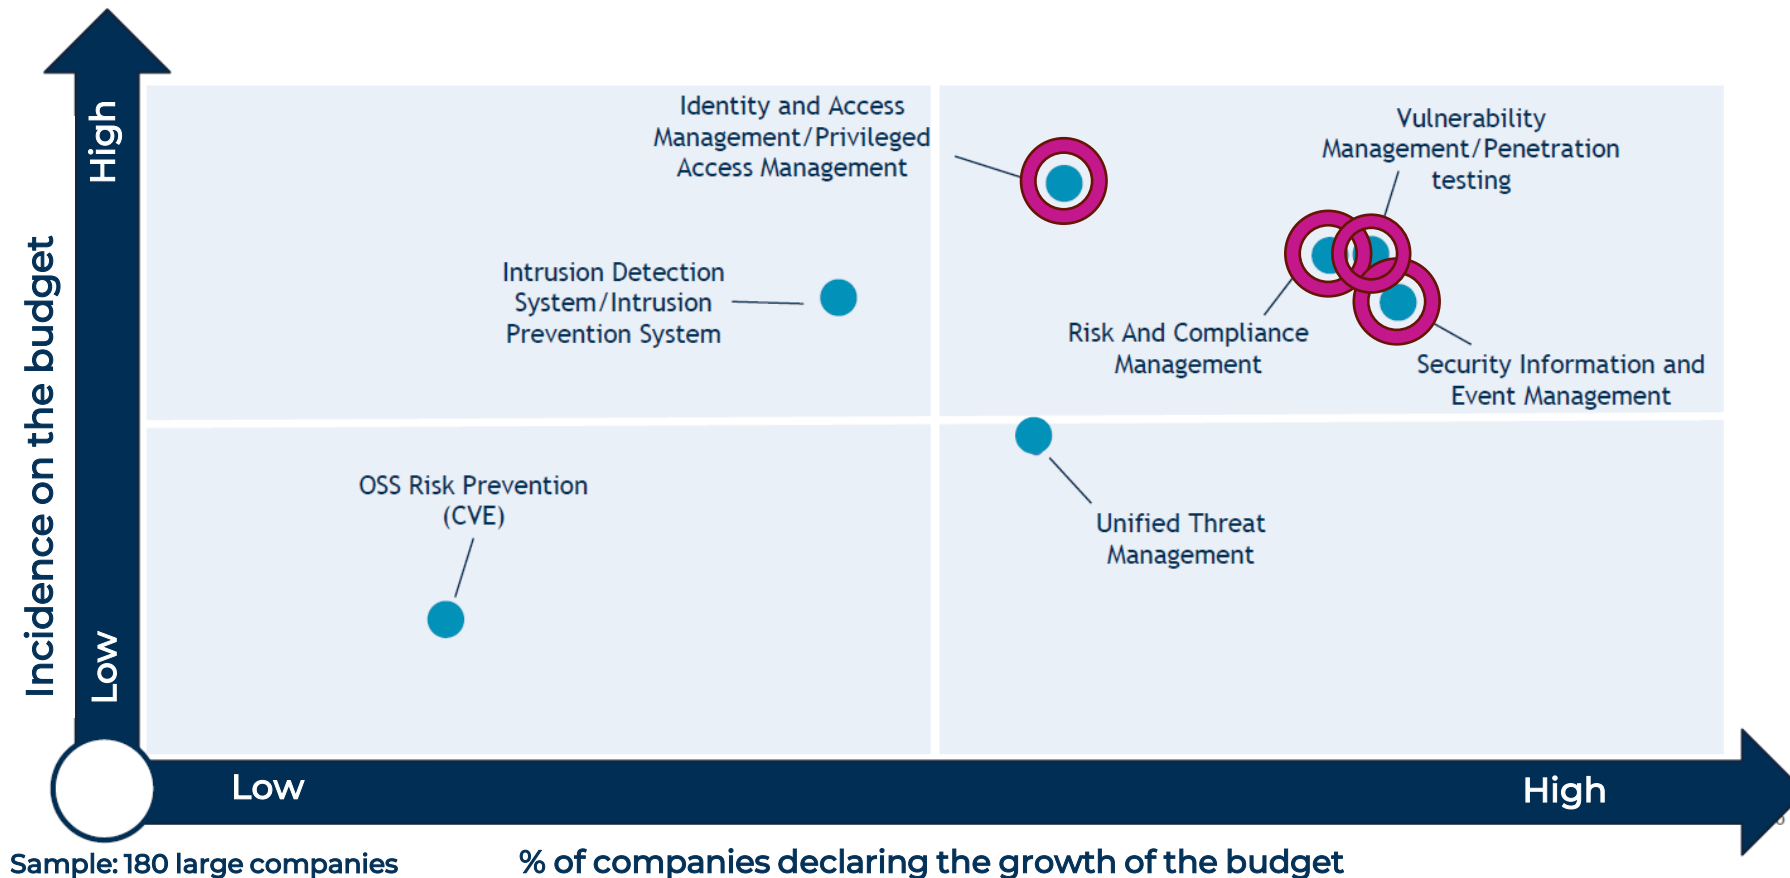 High
Low
Incidence on the budget
Identity and Access
Management/Privileged
Access Management
Vulnerability
Management/Penetration
testing
Intrusion Detection
System/Intrusion
Prevention System
Risk And Compliance
Management
Security Information and
Event Management
OSS Risk Prevention
(CVE)
Unified Threat
Management
Low
High
Sample: 180 large companies
% of companies declaring the growth of the budget